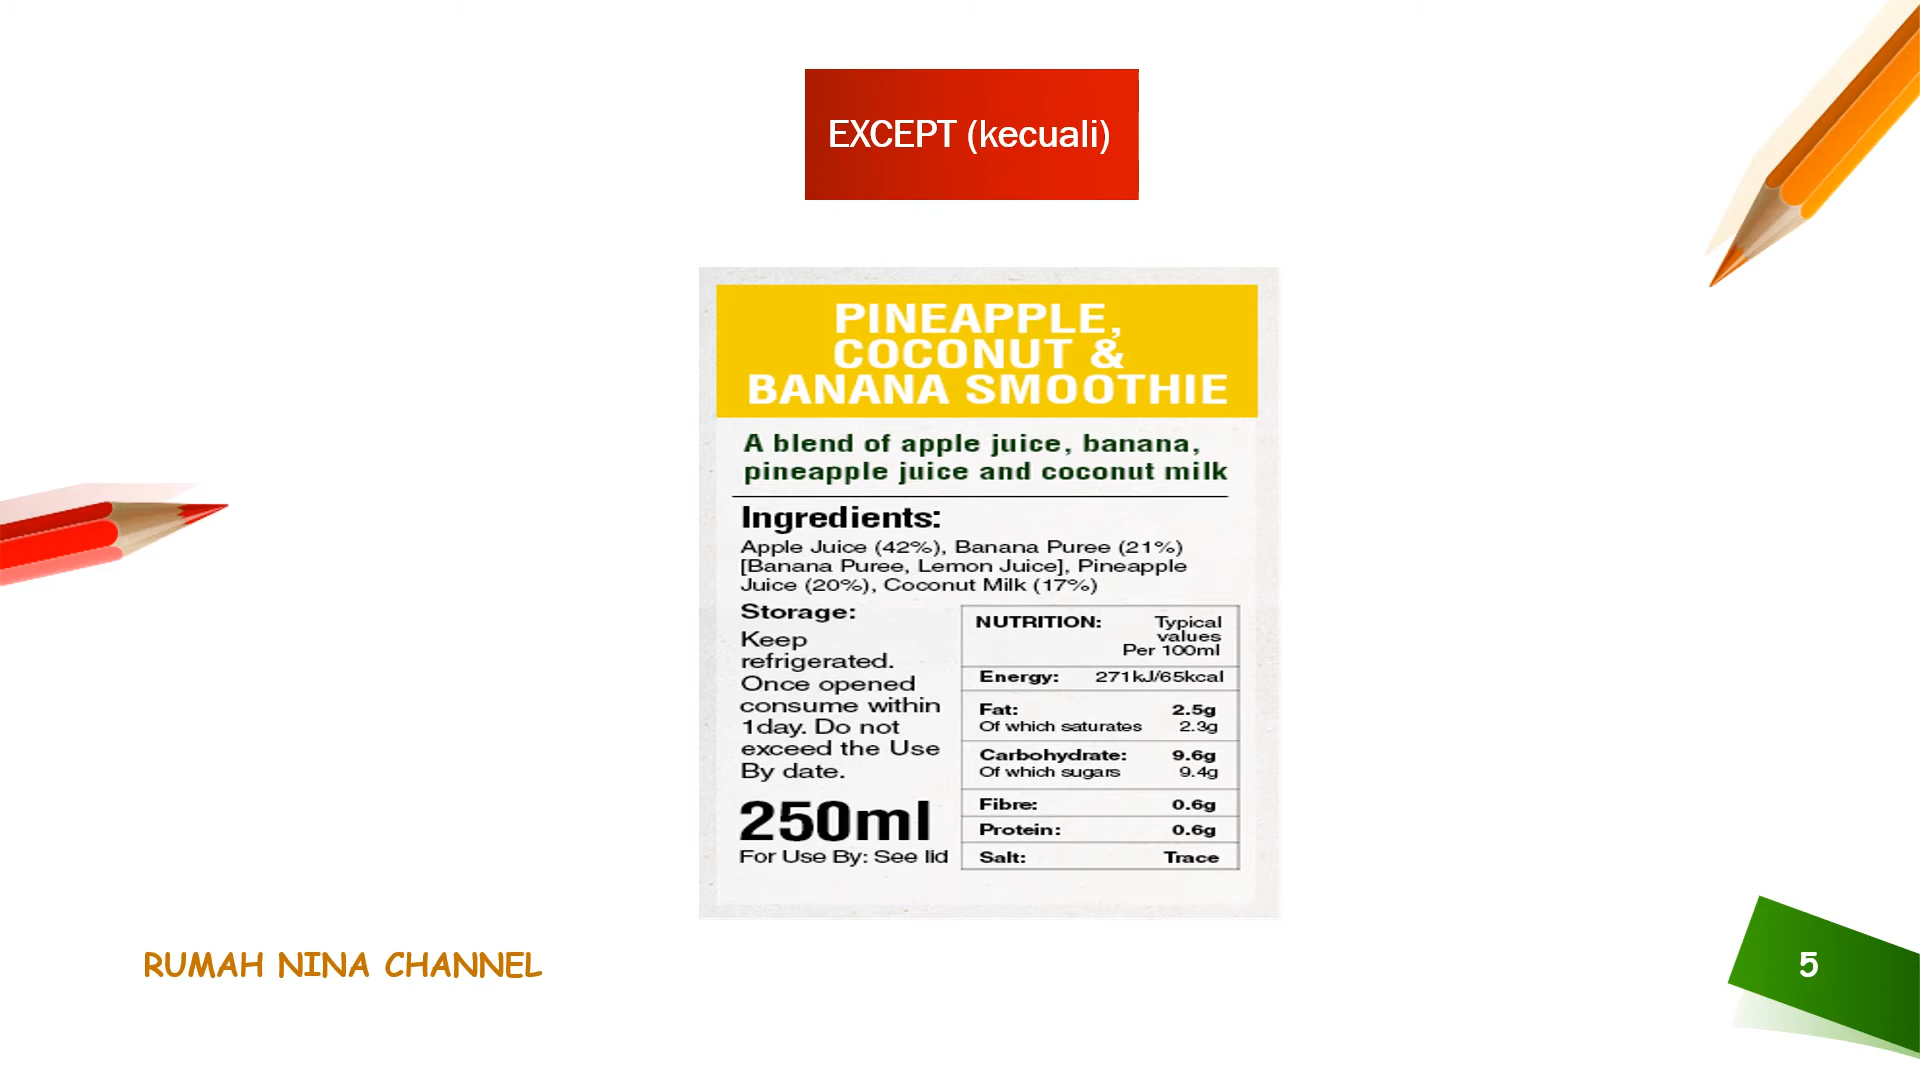 EXCEPT (kecuali)
PINEAPPLE,
COCONUT &
BANANA SMOOTHIE
A blend of apple juice, banana,
pineapple juice and coconut milk
Ingredients:
Apple Juice (42%), Banana Puree (21%)
[Banana Puree, Lemon Juice], Pineapple
Juice (20%), Coconut Milk (17%)
Storage:
Keep
refrigerated.
Once opened
consume within
1day. Do not
exceed the Use
By date.
250ml
For Use By: See lid
NUTRITION: Typical
values
Per 100ml
Energy: 271kJ/65kcal
Fat: 2.5g
Of which saturates 2.3g
Carbohydrate: 9.6g
Of which sugars 9.4g
Fibre: 0.6g
Protein: 0.6g
Salt: Trace
RUMAH NINA CHANNEL
5